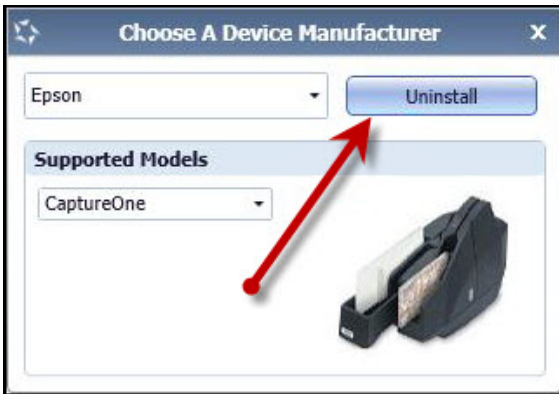 Choose A Device Manufacturer x
Epson
Uninstall
Supported Models
CaptureOne